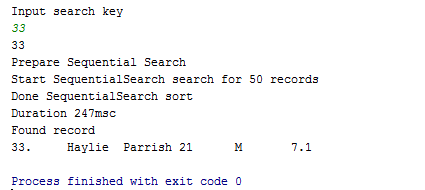 Input search key
33
33
Prepare Sequential Search
Start SequentialSearch search for 50 records
Done SequentialSearch sort
Duration 247msc
Found record
33. Haylie Parrish 21 M 7.1
Process finished with exit code 0